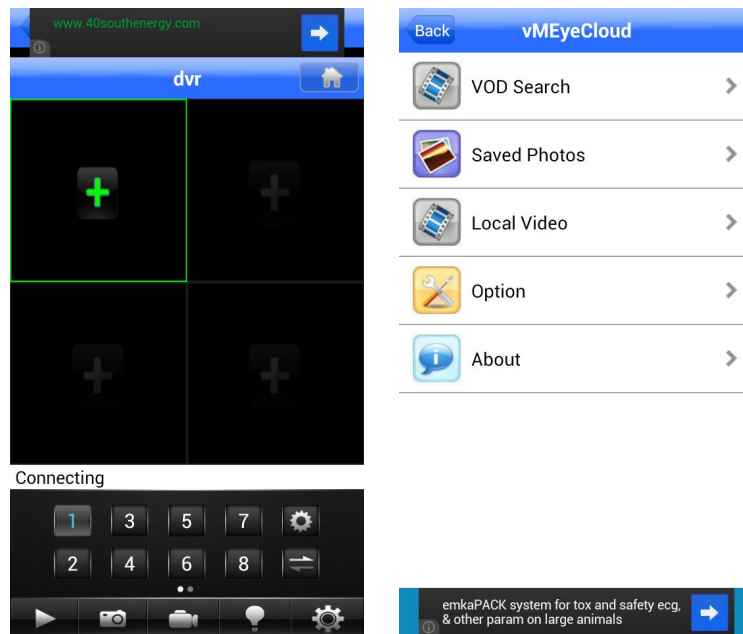 www.40southenergy.com
dvr
Connecting
1 3 5 7
2 4 6 8
Back vMEyeCloud
VOD Search
Saved Photos
Local Video
Option
About
emkaPACK system for tox and safety ecg,
& other param on large animals